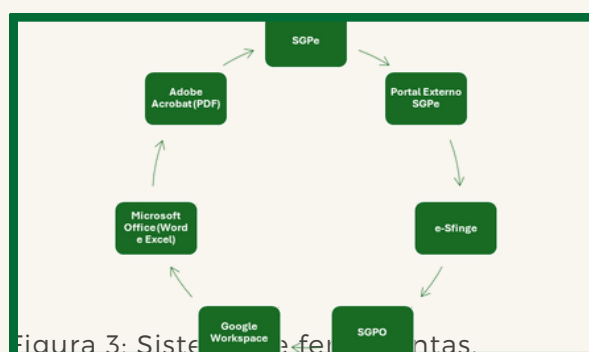 SGPe
Portal Externo
SGPe
e-Sfinge
SGPO
Google
Workspace
Microsoft
Office(Word
e Excel)
Adobe
Acrobat(PDF)
Figura 3: Siste e fer ntas.